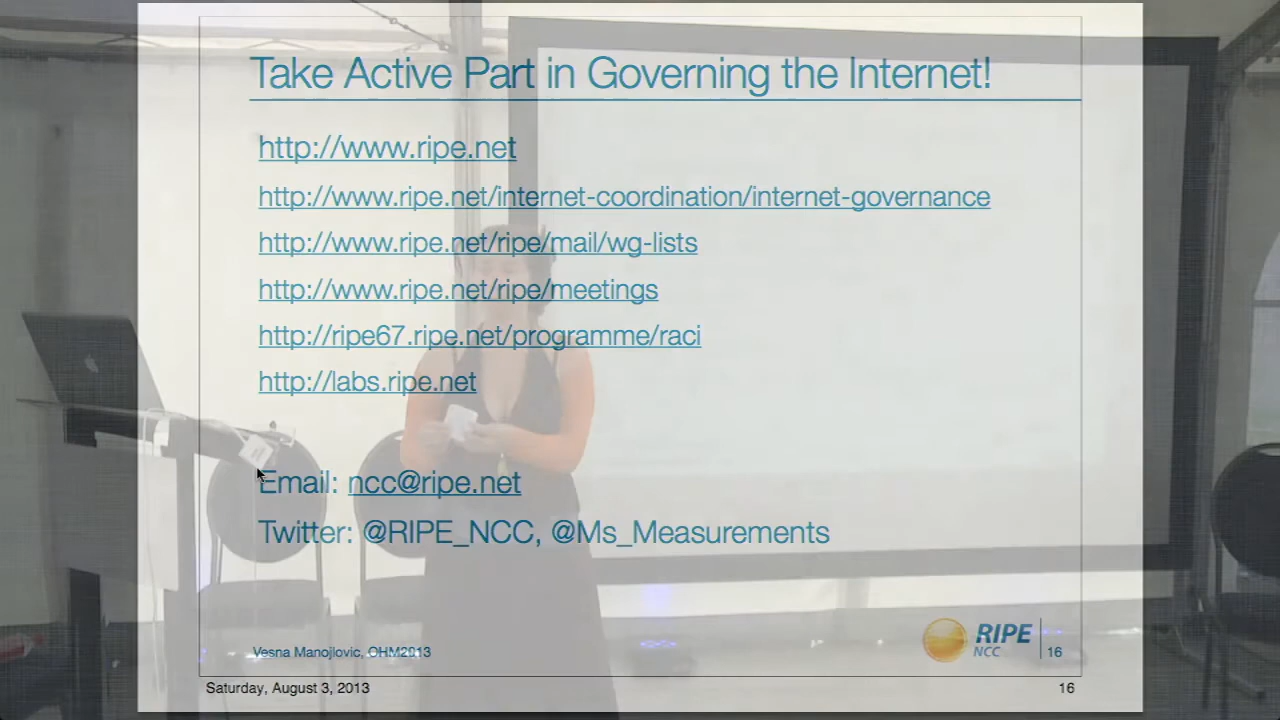 Take Active Part in Governing the Internet!
http://www.ripe.net
http://www.ripe.net/internet-coordination/internet-governance
http://www.ripe.net/ripe/mail/wg-lists
http://www.ripe.net/ripe/meetings
http://ripe67.ripe.net/programme/raci
http://labs.ripe.net
Email: ncc@ripe.net
Twitter: @RIPE_NCC, @Ms_Measurements
Vesna Manojlovic, OHM2013
RIPE
NCC
16
Saturday, August 3, 2013
16